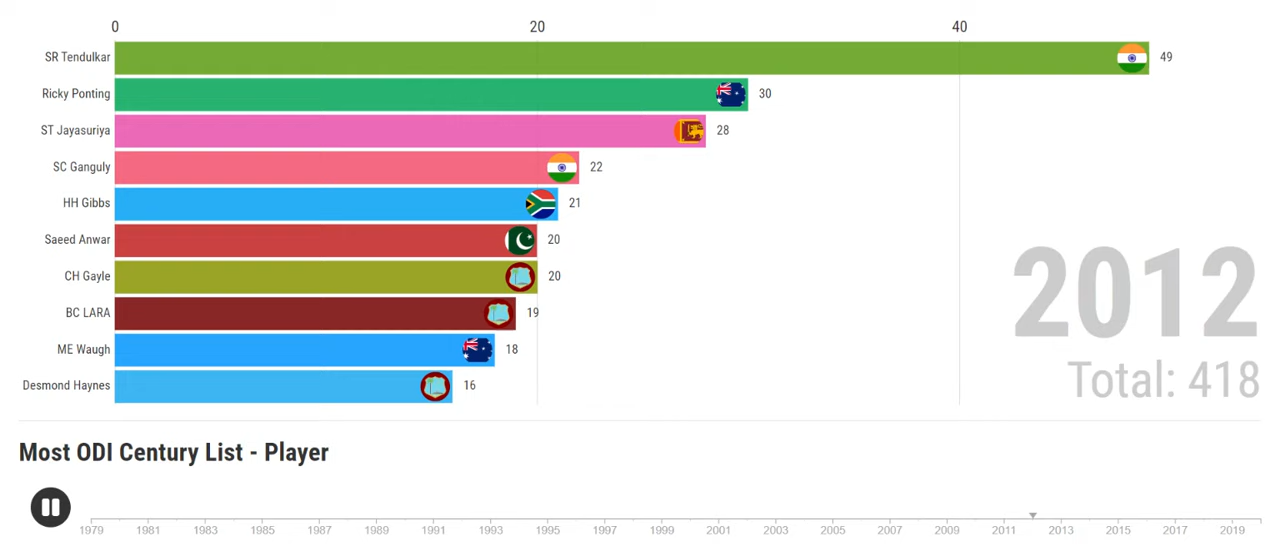 0 20 40
SR Tendulkar 49
Ricky Ponting 30
ST Jayasuriya 28
SC Ganguly 22
HH Gibbs 21
Saeed Anwar 20
CH Gayle 20
BC LARA 19
ME Waugh 18
Desmond Haynes 16
2012
Total: 418
Most ODI Century List - Player
1979 1981 1983 1985 1987 1989 1991 1993 1995 1997 1999 2001 2003 2005 2007 2009 2011 2013 2015 2017 2019